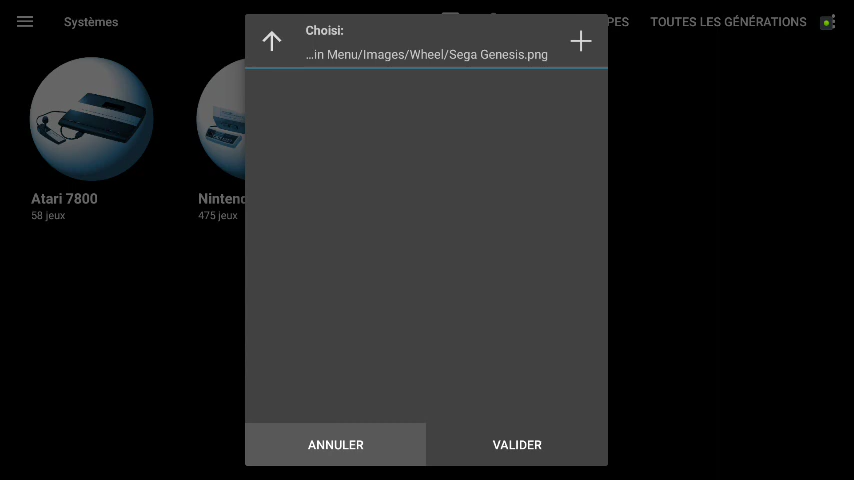 Systèmes
PES
TOUTES LES GÉNÉRATIONS
Choisi:
...in Menu/Images/Wheel/Sega Genesis.png
Atari 7800
58 jeux
Ninten
475 jeux
ANNULER
VALIDER